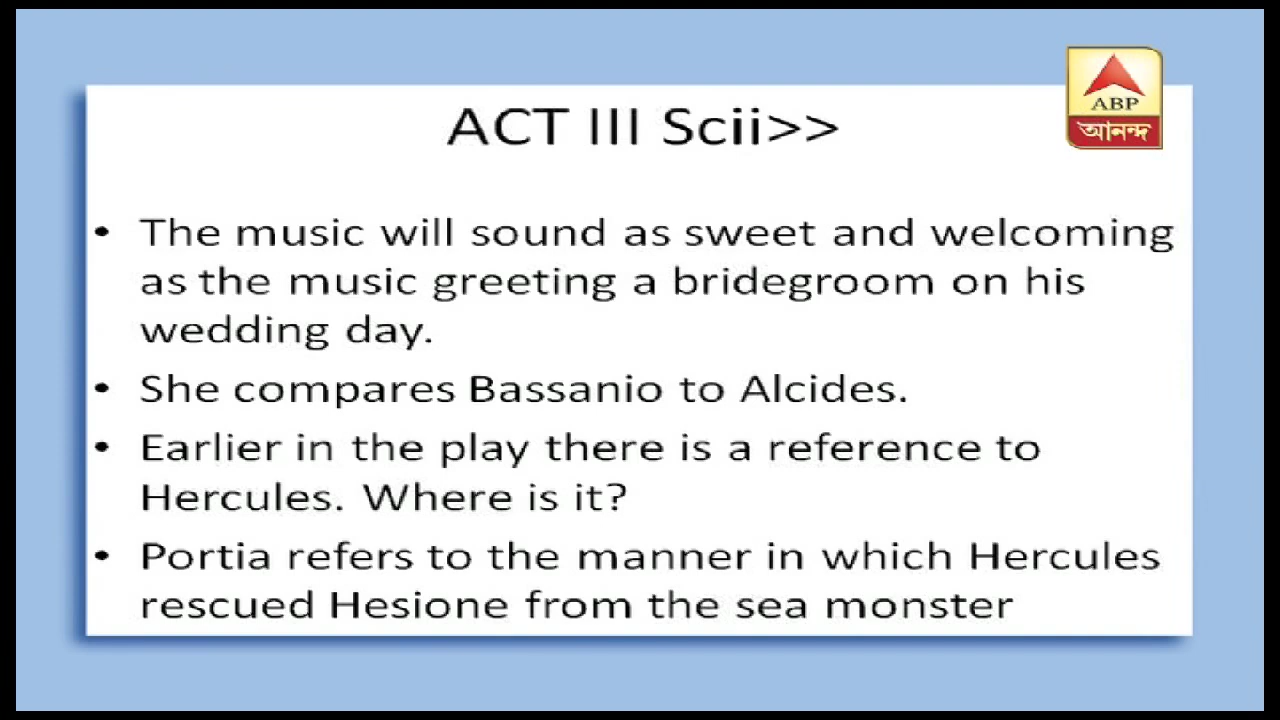 ABP
আনন্দ
ACT III Scii>>
• The music will sound as sweet and welcoming
as the music greeting a bridegroom on his
wedding day.
• She compares Bassanio to Alcides.
• Earlier in the play there is a reference to
Hercules. Where is it?
• Portia refers to the manner in which Hercules
rescued Hesione from the sea monster